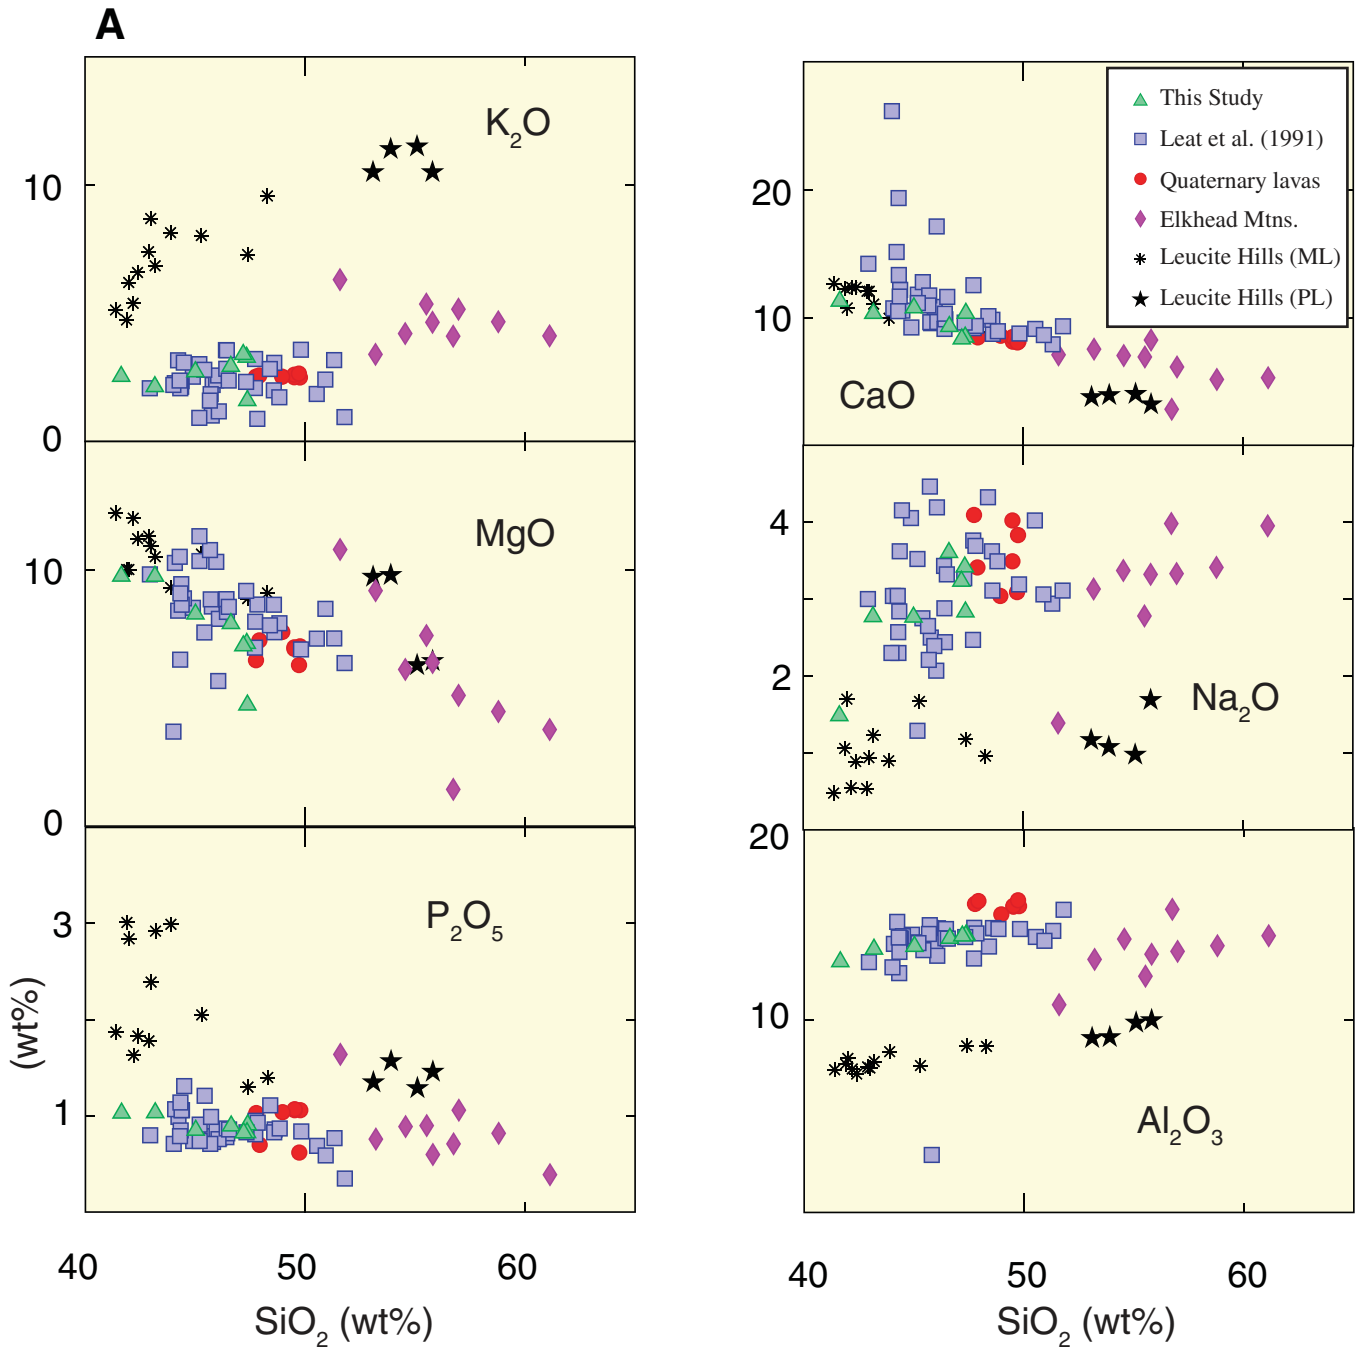 A
K2O
10
0
MgO
10
0
P2O5
3
1
(wt%)
40 50 60
SiO2 (wt%)
This Study
Leat et al. (1991)
Quaternary lavas
Elkhead Mtns.
Leucite Hills (ML)
Leucite Hills (PL)
20
10
CaO
4
2
Na2O
20
10
Al2O3
40 50 60
SiO2 (wt%)